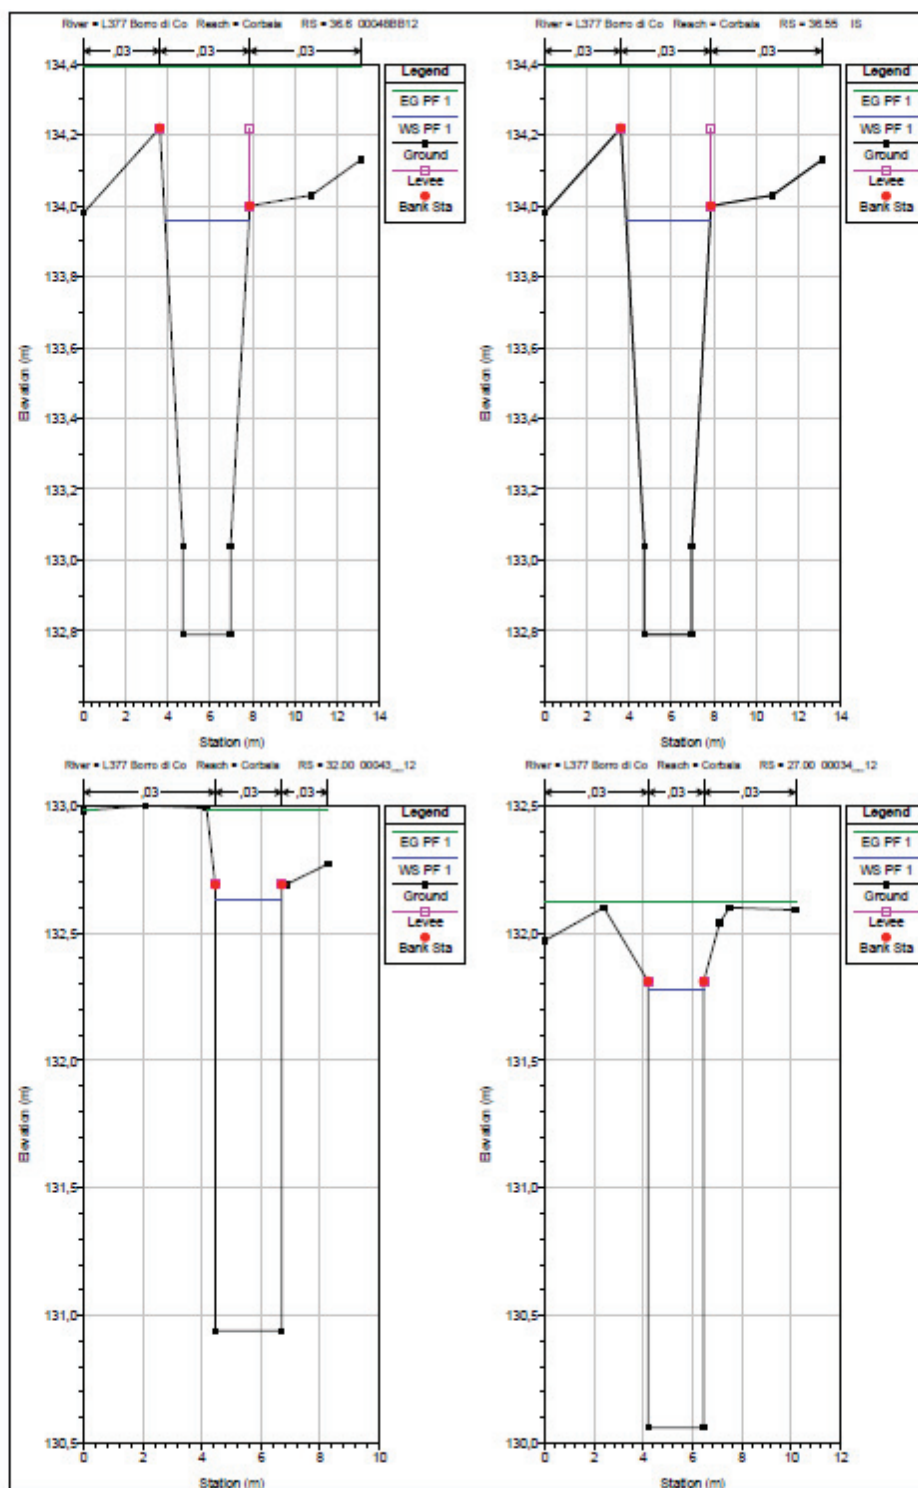 River = L377 Borro di Co Reach = Corbala RS = 36.6 00048BB12
,03 ,03 ,03
134,4
134,2
134,0
133,8
133,6
133,4
133,2
133,0
132,8
Elevation (m)
0 2 4 6 8 10 12 14
Station (m)
Legend
EG PF 1
WS PF 1
Ground
Levee
Bank Sta
River = L377 Borro di Co Reach = Corbala RS = 36.55 IS
,03 ,03 ,03
134,4
134,2
134,0
133,8
133,6
133,4
133,2
133,0
132,8
Elevation (m)
0 2 4 6 8 10 12 14
Station (m)
Legend
EG PF 1
WS PF 1
Ground
Levee
Bank Sta
River = L377 Borro di Co Reach = Corbala RS = 32.00 00043__12
,03 ,03 ,03
133,0
132,5
132,0
131,5
131,0
130,5
Elevation (m)
0 2 4 6 8 10
Station (m)
Legend
EG PF 1
WS PF 1
Ground
Levee
Bank Sta
River = L377 Borro di Co Reach = Corbala RS = 27.00 00034__12
,03 ,03 ,03
132,5
132,0
131,5
131,0
130,5
130,0
Elevation (m)
0 2 4 6 8 10 12
Station (m)
Legend
EG PF 1
WS PF 1
Ground
Levee
Bank Sta